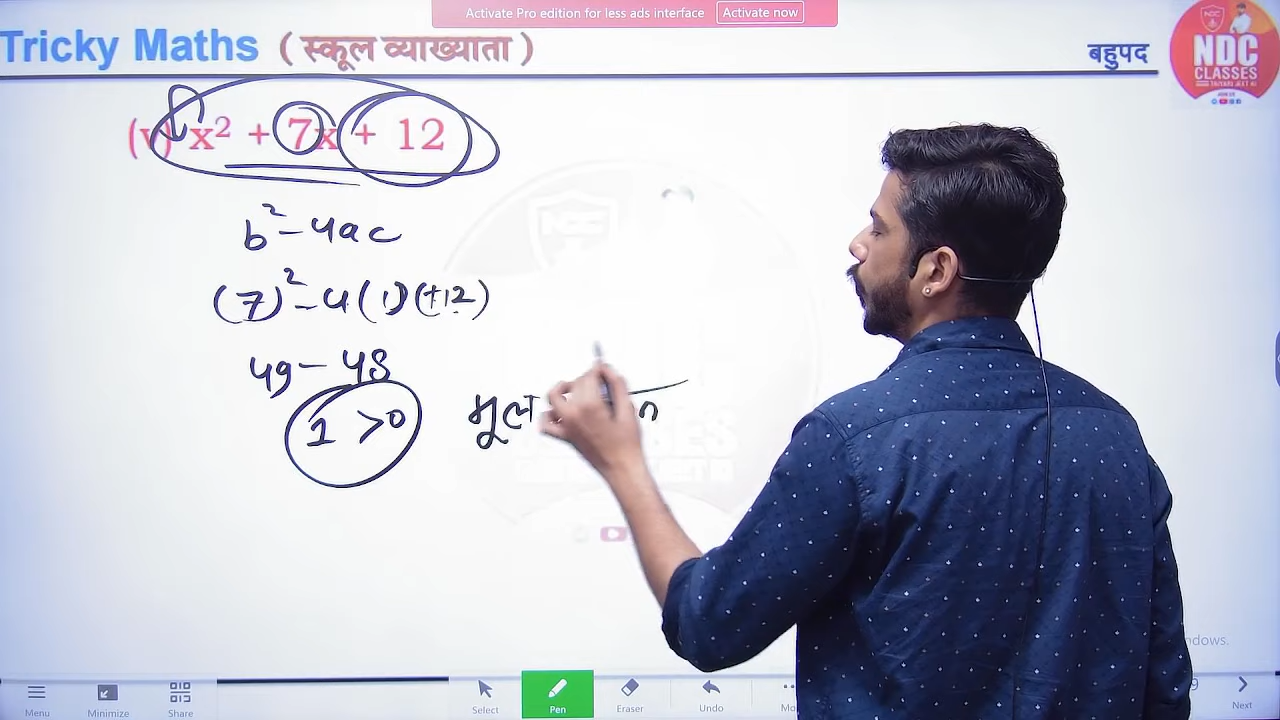 Activate Pro edition for less ads interface Activate now
Tricky Maths ( स्कूल व्याख्याता )
बहुपद
NDC
CLASSES
(v) x² + 7x + 12
b² - 4ac
(7)² - 4(1)(+12)
49 - 48
1 > 0 मूल
Menu Minimize Share Select Pen Eraser Undo Next